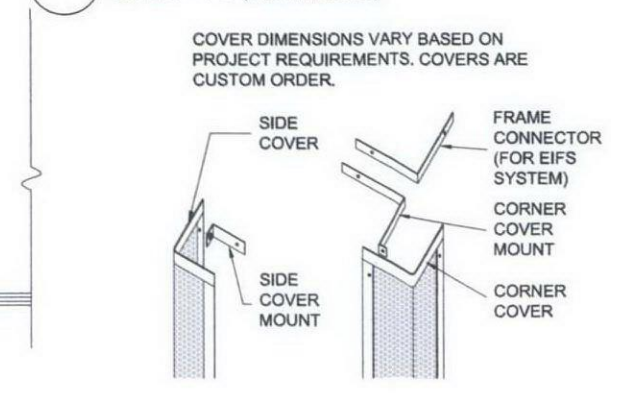 COVER DIMENSIONS VARY BASED ON
PROJECT REQUIREMENTS. COVERS ARE
CUSTOM ORDER.
SIDE
COVER
FRAME
CONNECTOR
(FOR EIFS
SYSTEM)
CORNER
COVER
MOUNT
SIDE
COVER
MOUNT
CORNER
COVER